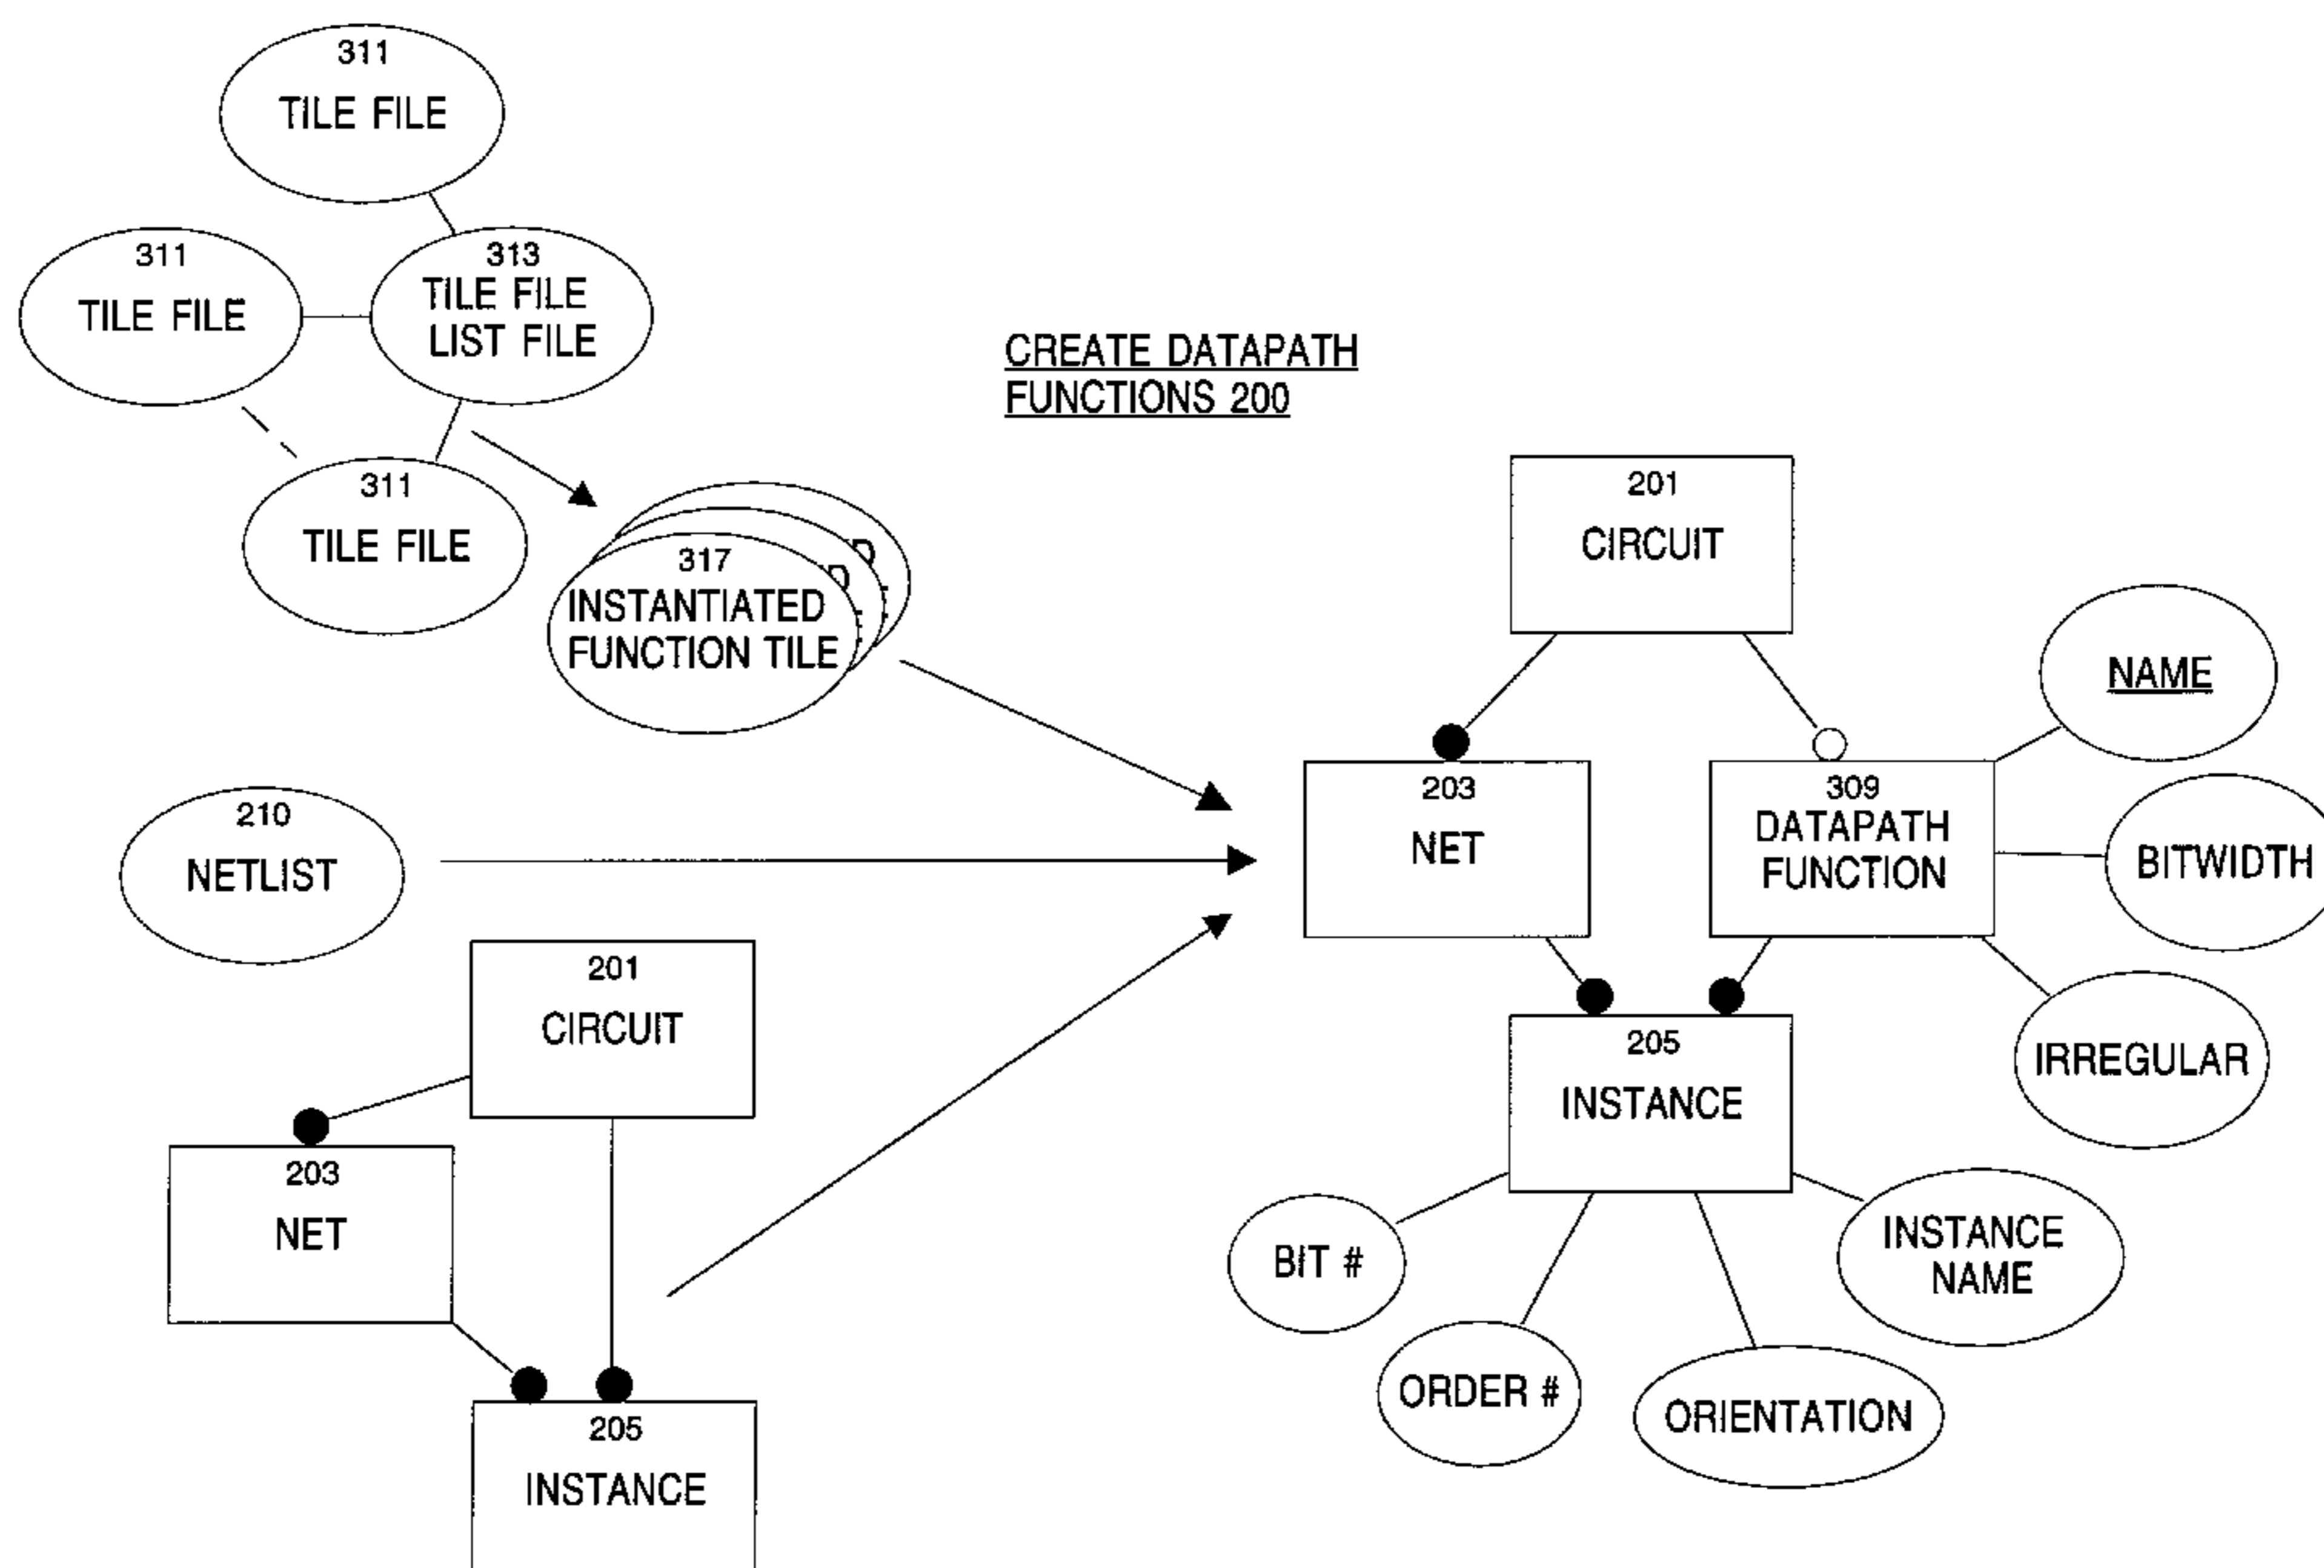 311
TILE FILE
311
TILE FILE
313
TILE FILE
LIST FILE
311
TILE FILE
CREATE DATAPATH
FUNCTIONS 200
317
INSTANTIATED
FUNCTION TILE
D
D
210
NETLIST
201
CIRCUIT
203
NET
205
INSTANCE
201
CIRCUIT
203
NET
309
DATAPATH
FUNCTION
NAME
BITWIDTH
IRREGULAR
205
INSTANCE
BIT #
ORDER #
ORIENTATION
INSTANCE
NAME